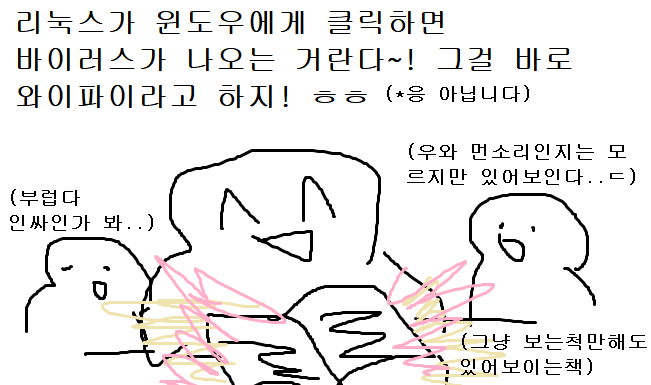 리눅스가 윈도우에게 클릭하면
바이러스가 나오는 거란다~! 그걸 바로
와이파이라고 하지! ㅎㅎ (*응 아닙니다)
(우와 먼소리인지는 모
르지만 있어보인다..ㄷ)
(부럽다
인싸인가 봐..)
(그냥 보는척만해도
있어보이는책)